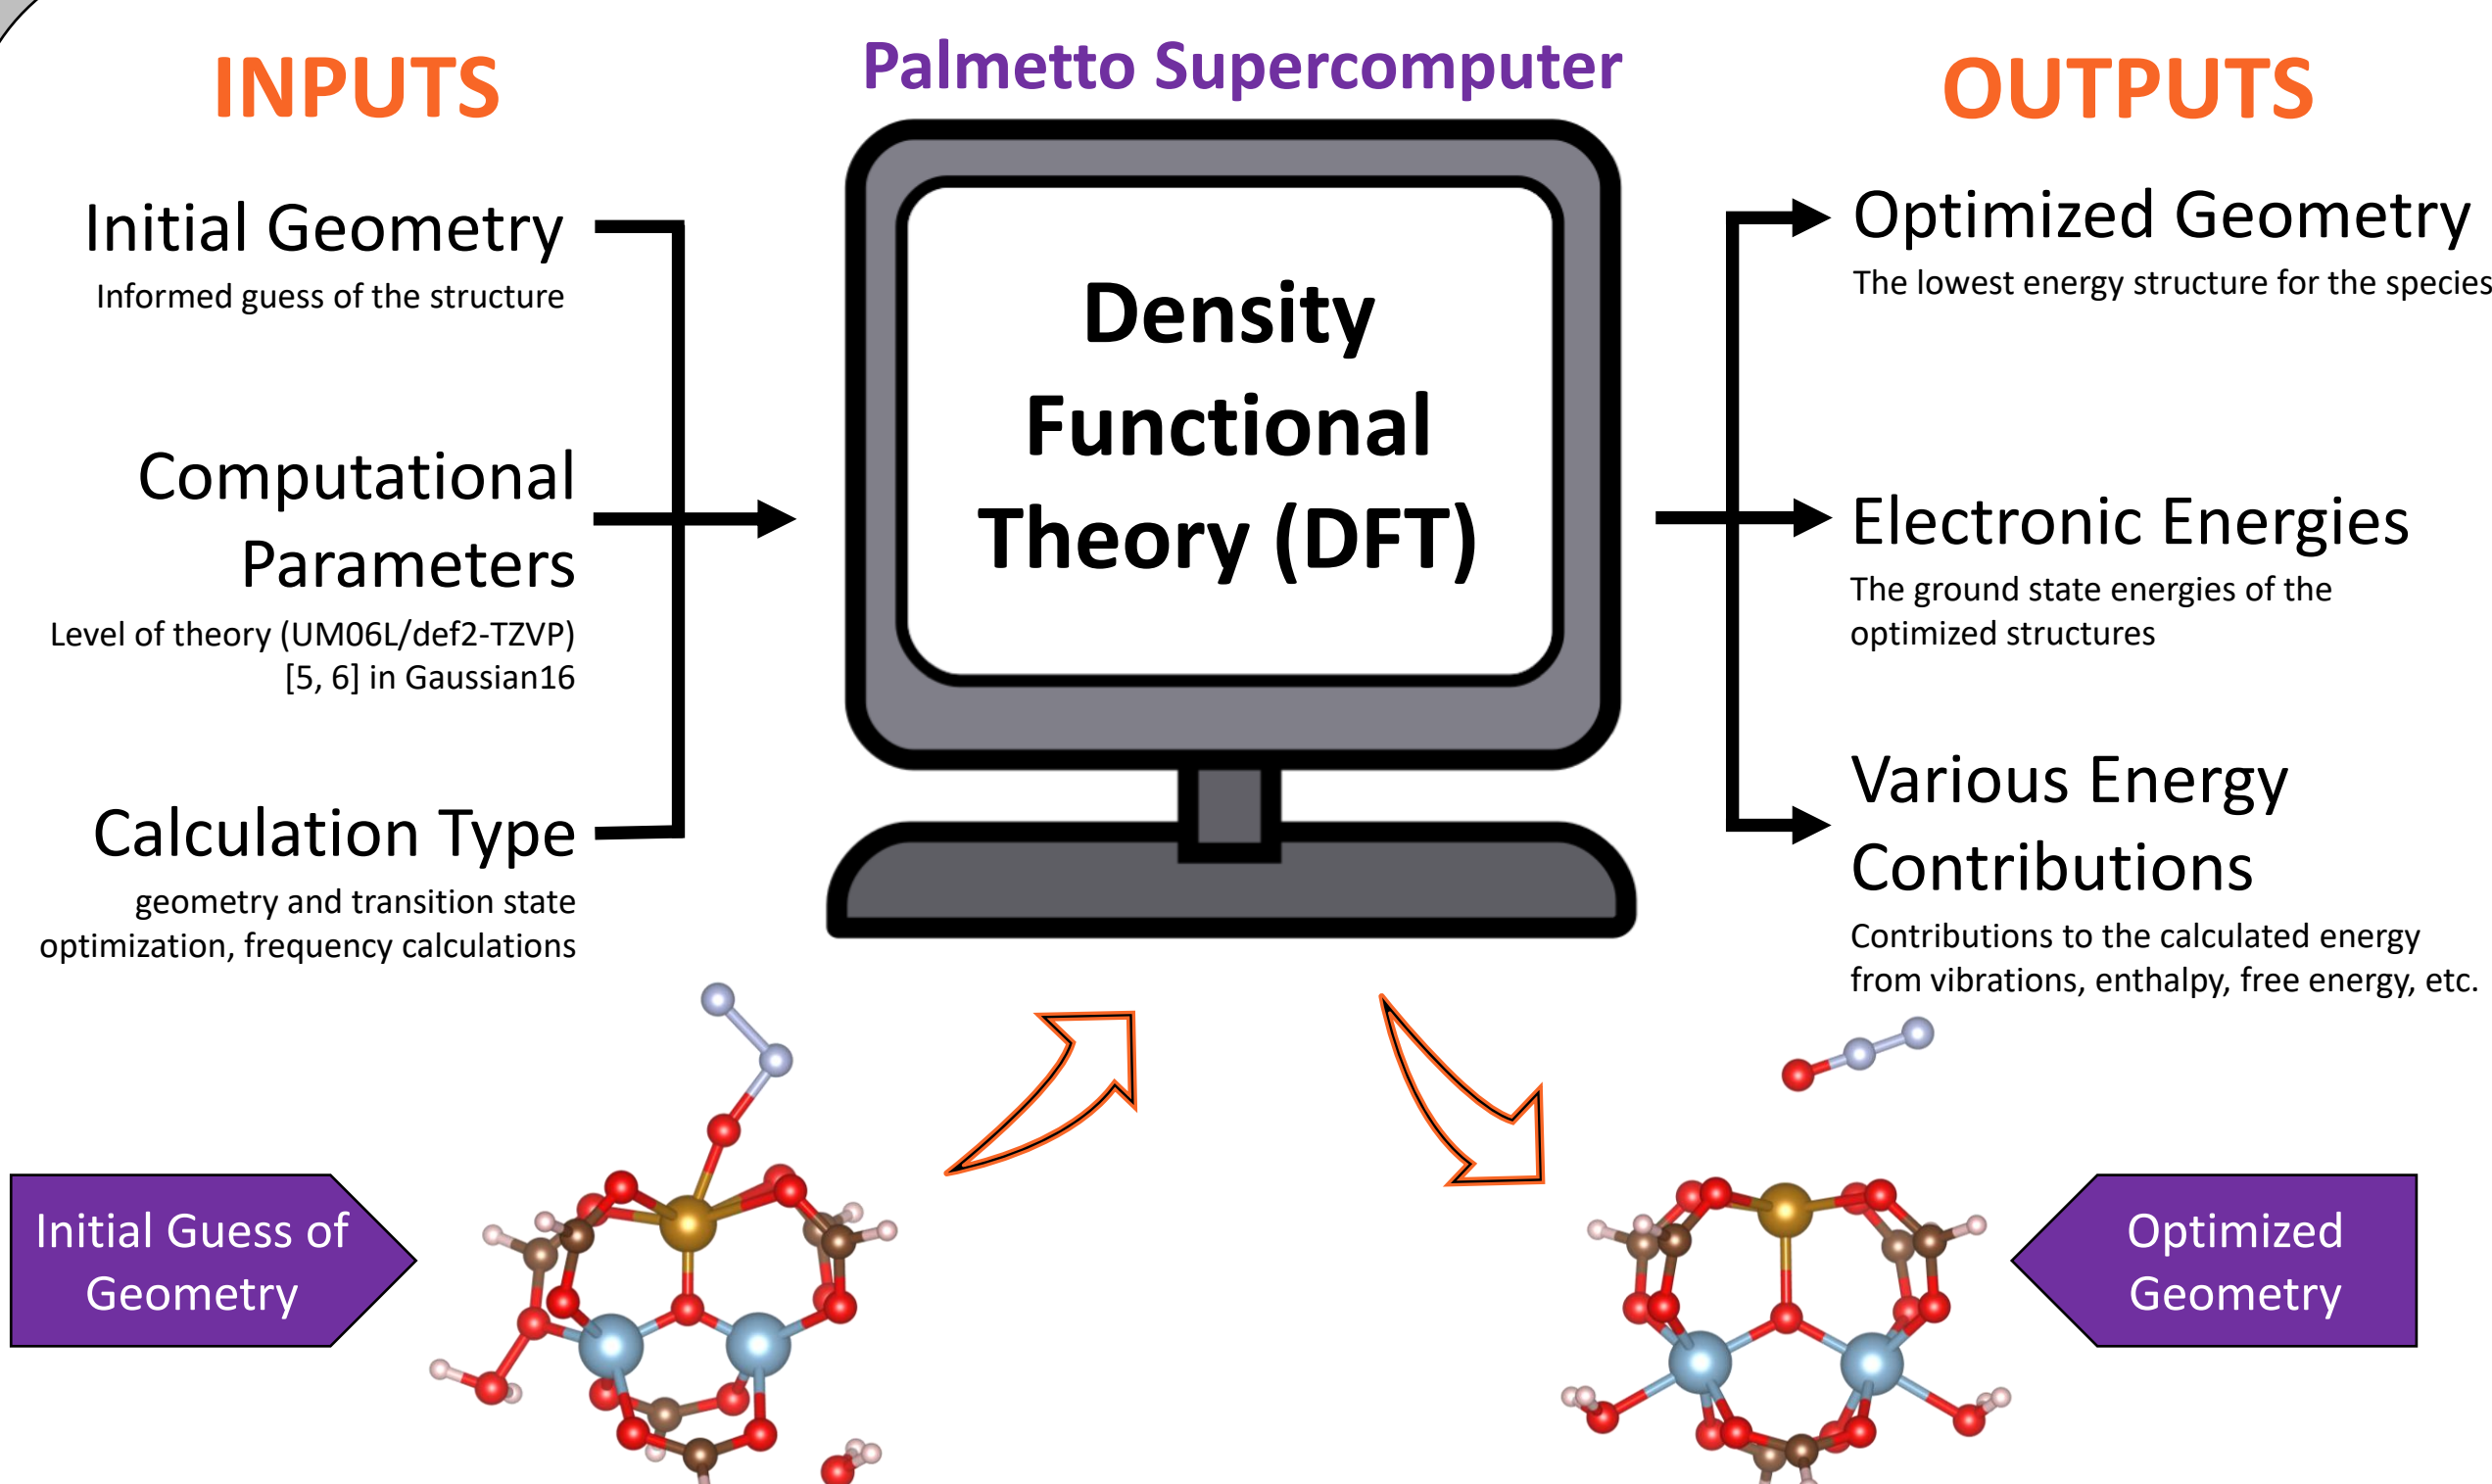 INPUTS
Initial Geometry
Informed guess of the structure
Computational
Parameters
Level of theory (UM06L/def2-TZVP)
[5, 6] in Gaussian16
Calculation Type
geometry and transition state
optimization, frequency calculations
Palmetto Supercomputer
Density
Functional
Theory (DFT)
OUTPUTS
Optimized Geometry
The lowest energy structure for the species
Electronic Energies
The ground state energies of the
optimized structures
Various Energy
Contributions
Contributions to the calculated energy
from vibrations, enthalpy, free energy, etc.
Initial Guess of
Geometry
Optimized
Geometry